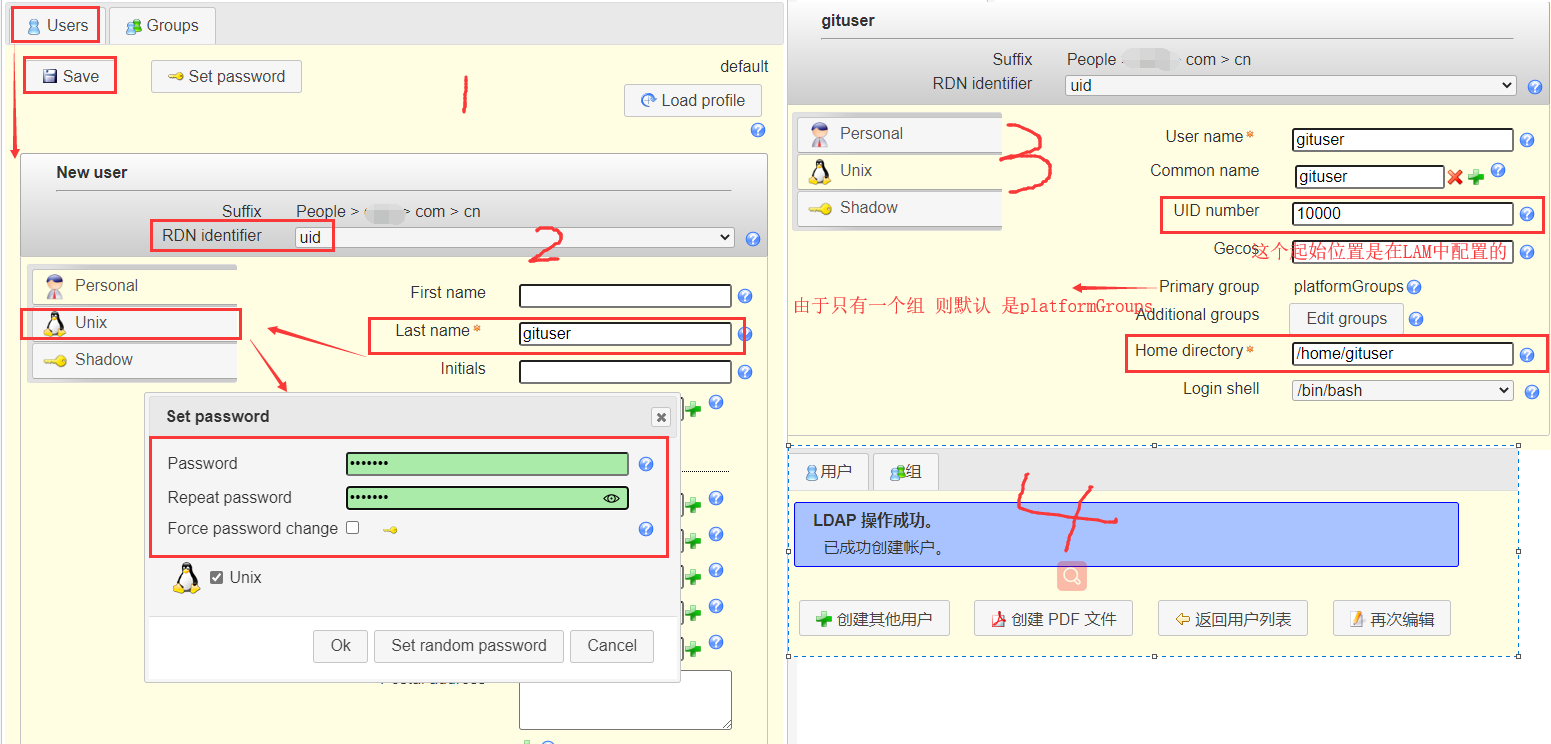 Users
Groups
Save
Set password
default
Load profile
1
New user
Suffix
People > com > cn
RDN identifier
uid
2
Personal
Unix
Shadow
First name
Last name*
gituser
Initials
Set password
Password
•••••••
Repeat password
•••••••
Force password change
Unix
Ok
Set random password
Cancel
gituser
Suffix
People com > cn
RDN identifier
uid
Personal
Unix
Shadow
3
User name*
gituser
Common name
gituser
UID number
10000
Gecos
这个起始位置是在LAM中配置的
Primary group
platformGroups
由于只有一个组 则默认 是platformGroups
Additional groups
Edit groups
Home directory*
/home/gituser
Login shell
/bin/bash
用户
组
4
LDAP 操作成功。
已成功创建帐户。
创建其他用户
创建 PDF 文件
返回用户列表
再次编辑